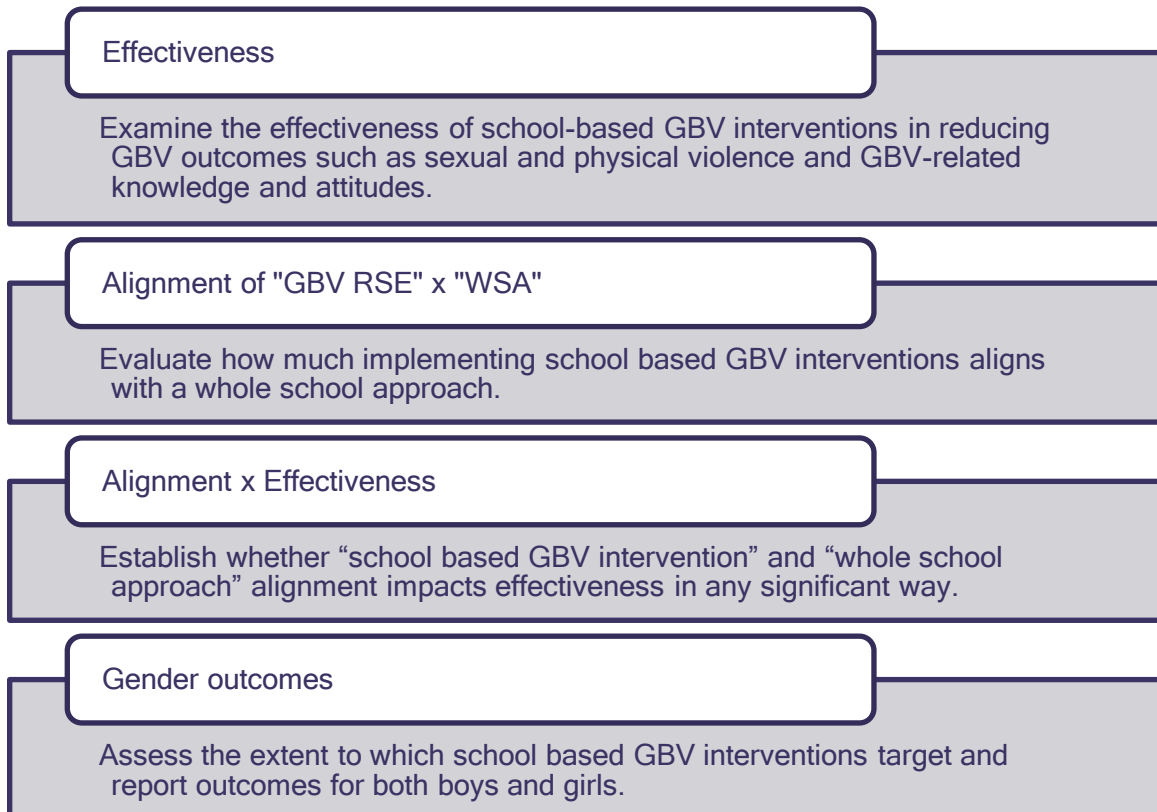 Effectiveness
Examine the effectiveness of school-based GBV interventions in reducing
GBV outcomes such as sexual and physical violence and GBV-related
knowledge and attitudes.
Alignment of "GBV RSE" x "WSA"
Evaluate how much implementing school based GBV interventions aligns
with a whole school approach.
Alignment x Effectiveness
Establish whether “school based GBV intervention” and “whole school
approach” alignment impacts effectiveness in any significant way.
Gender outcomes
Assess the extent to which school based GBV interventions target and
report outcomes for both boys and girls.